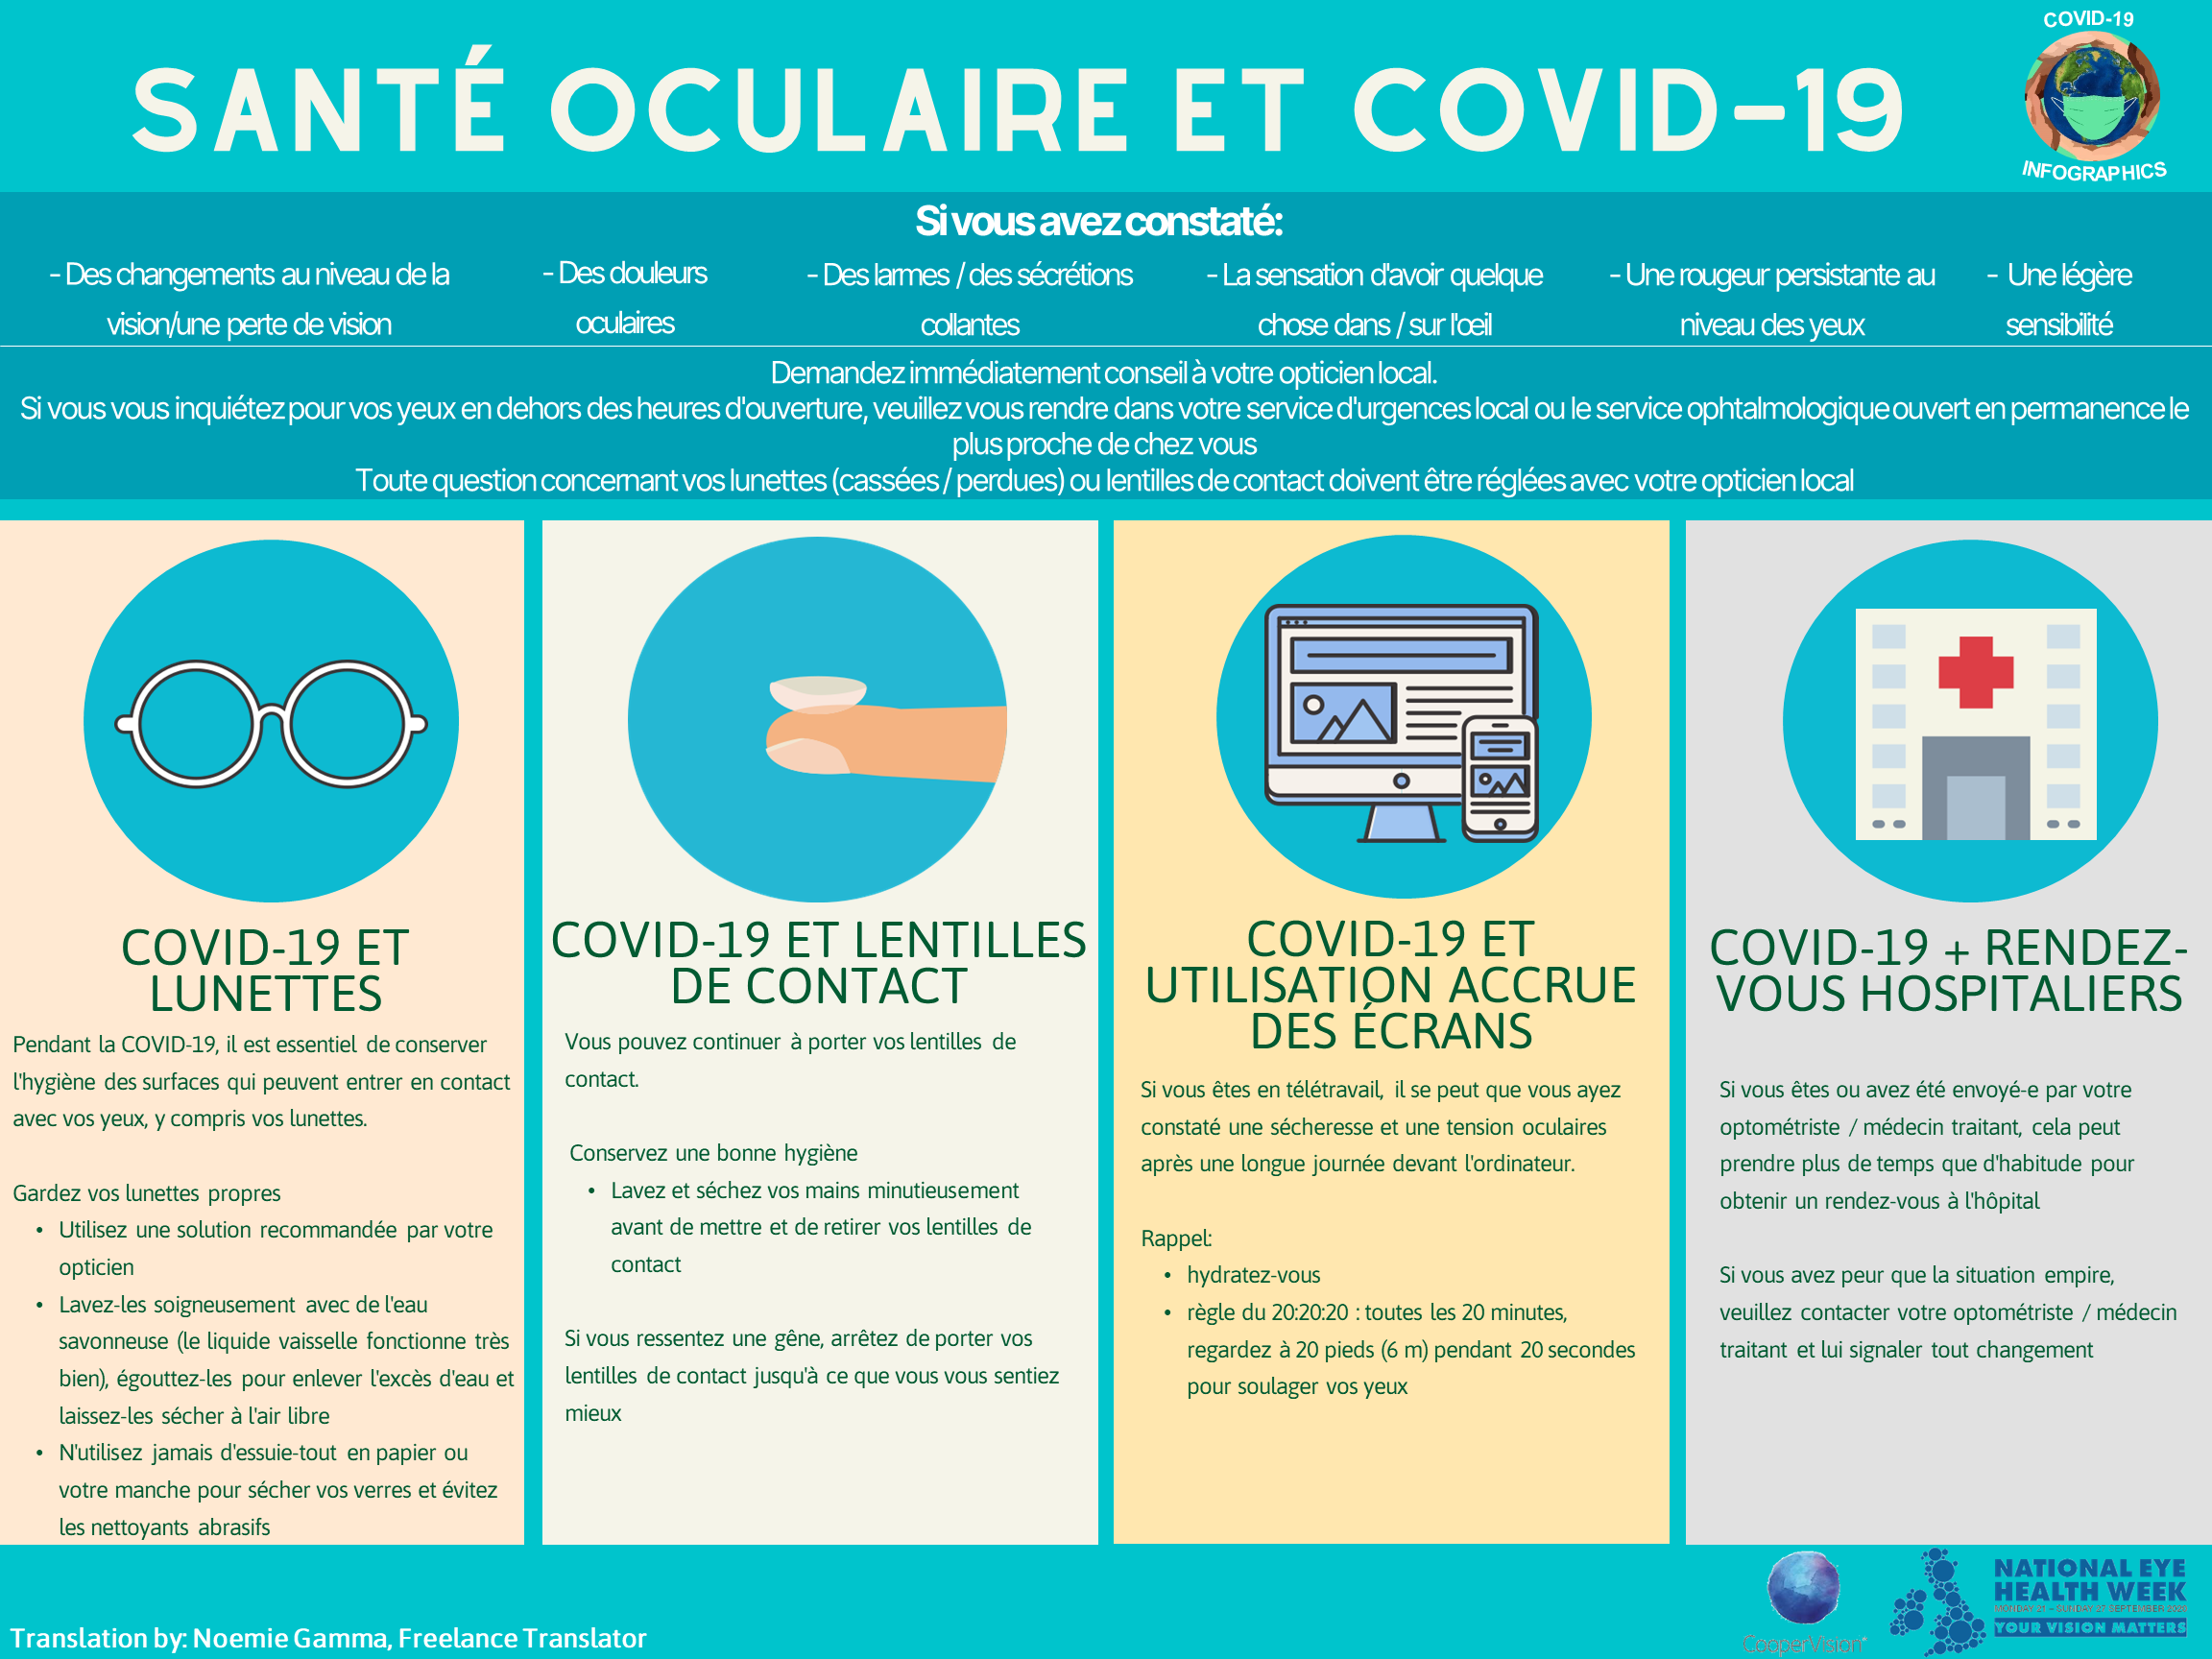 SANTÉ OCULAIRE ET COVID-19
COVID-19
INFOGRAPHICS
Si vous avez constaté:
- Des changements au niveau de la
vision/une perte de vision
- Des douleurs
oculaires
- Des larmes / des sécrétions
collantes
- La sensation d'avoir quelque
chose dans / sur l'œil
- Une rougeur persistante au
niveau des yeux
- Une légère
sensibilité
Demandez immédiatement conseil à votre opticien local.
Si vous vous inquiétez pour vos yeux en dehors des heures d'ouverture, veuillez vous rendre dans votre service d'urgences local ou le service ophtalmologique ouvert en permanence le
plus proche de chez vous
Toute question concernant vos lunettes (cassées / perdues) ou lentilles de contact doivent être réglées avec votre opticien local
COVID-19 ET
LUNETTES
Pendant la COVID-19, il est essentiel de conserver
l'hygiène des surfaces qui peuvent entrer en contact
avec vos yeux, y compris vos lunettes.
Gardez vos lunettes propres
• Utilisez une solution recommandée par votre
opticien
• Lavez-les soigneusement avec de l'eau
savonneuse (le liquide vaisselle fonctionne très
bien), égouttez-les pour enlever l'excès d'eau et
laissez-les sécher à l'air libre
• N'utilisez jamais d'essuie-tout en papier ou
votre manche pour sécher vos verres et évitez
les nettoyants abrasifs
COVID-19 ET LENTILLES
DE CONTACT
Vous pouvez continuer à porter vos lentilles de
contact.
Conservez une bonne hygiène
• Lavez et séchez vos mains minutieusement
avant de mettre et de retirer vos lentilles de
contact
Si vous ressentez une gêne, arrêtez de porter vos
lentilles de contact jusqu'à ce que vous vous sentiez
mieux
COVID-19 ET
UTILISATION ACCRUE
DES ÉCRANS
Si vous êtes en télétravail, il se peut que vous ayez
constaté une sécheresse et une tension oculaires
après une longue journée devant l'ordinateur.
Rappel:
• hydratez-vous
• règle du 20:20:20 : toutes les 20 minutes,
regardez à 20 pieds (6 m) pendant 20 secondes
pour soulager vos yeux
COVID-19 + RENDEZ-
VOUS HOSPITALIERS
Si vous êtes ou avez été envoyé-e par votre
optométriste / médecin traitant, cela peut
prendre plus de temps que d'habitude pour
obtenir un rendez-vous à l'hôpital
Si vous avez peur que la situation empire,
veuillez contacter votre optométriste / médecin
traitant et lui signaler tout changement
Translation by: Noemie Gamma, Freelance Translator
CooperVision
NATIONAL EYE
HEALTH WEEK
MONDAY 21 – SUNDAY 27 SEPTEMBER 2020
YOUR VISION MATTERS